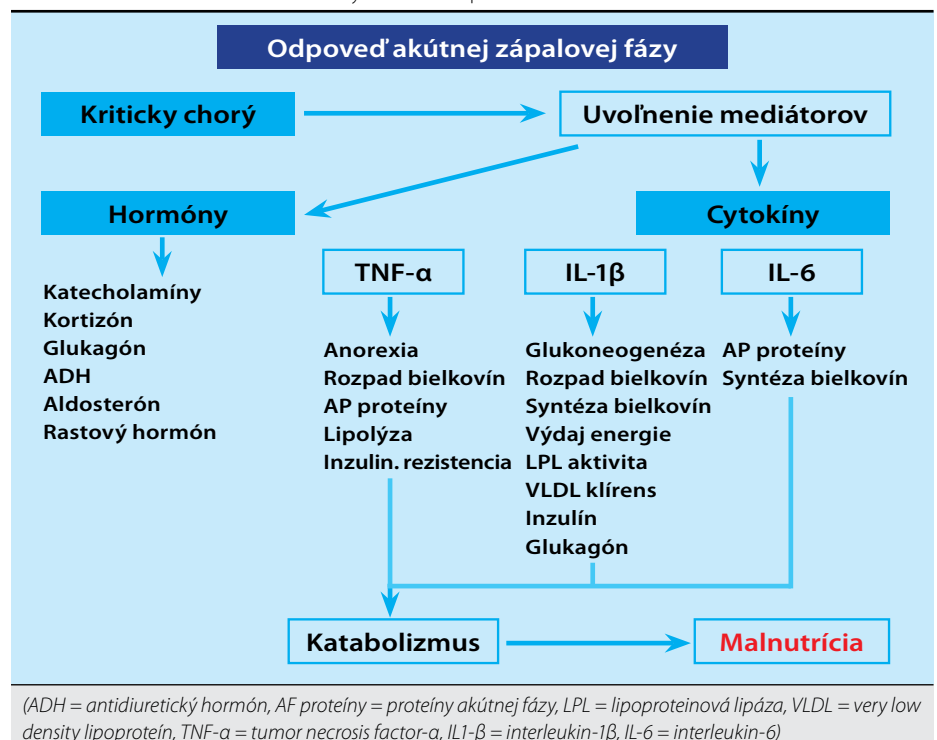 Odpoveď akútnej zápalovej fázy
Kriticky chorý
Uvoľnenie mediátorov
Hormóny
Cytokíny
Katecholamíny
Kortizón
Glukagón
ADH
Aldosterón
Rastový hormón
TNF-α
Anorexia
Rozpad bielkovín
AP proteíny
Lipolýza
Inzulin. rezistencia
IL-1β
Glukoneogenéza
Rozpad bielkovín
Syntéza bielkovín
Výdaj energie
LPL aktivita
VLDL klírens
Inzulín
Glukagón
IL-6
AP proteíny
Syntéza bielkovín
Katabolizmus
Malnutrícia
(ADH = antidiuretický hormón, AF proteíny = proteíny akútnej fázy, LPL = lipoproteinová lipáza, VLDL = very low
density lipoproteín, TNF-α = tumor necrosis factor-α, IL1-β = interleukin-1β, IL-6 = interleukin-6)